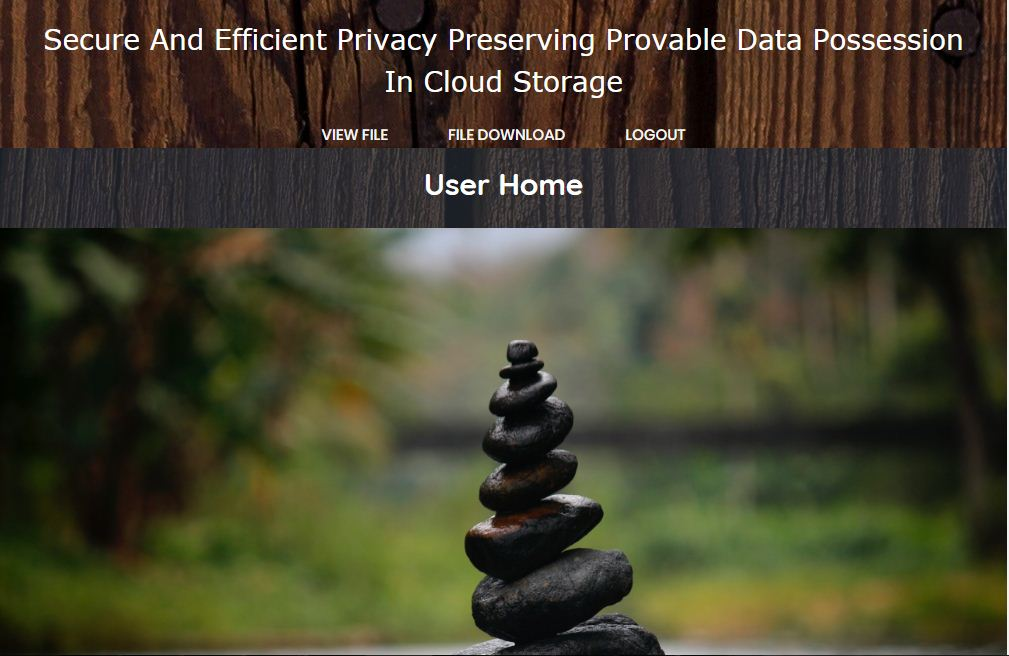 Secure And Efficient Privacy Preserving Provable Data Possession
In Cloud Storage
VIEW FILE FILE DOWNLOAD LOGOUT
User Home